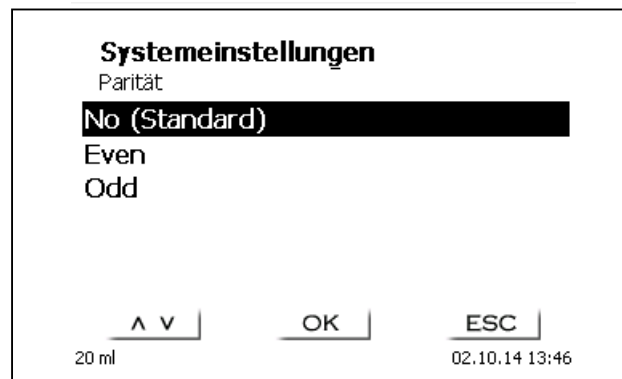 Systemeinstellungen
Parität
No (Standard)
Even
Odd
∧ ∨ OK ESC
20 ml 02.10.14 13:46